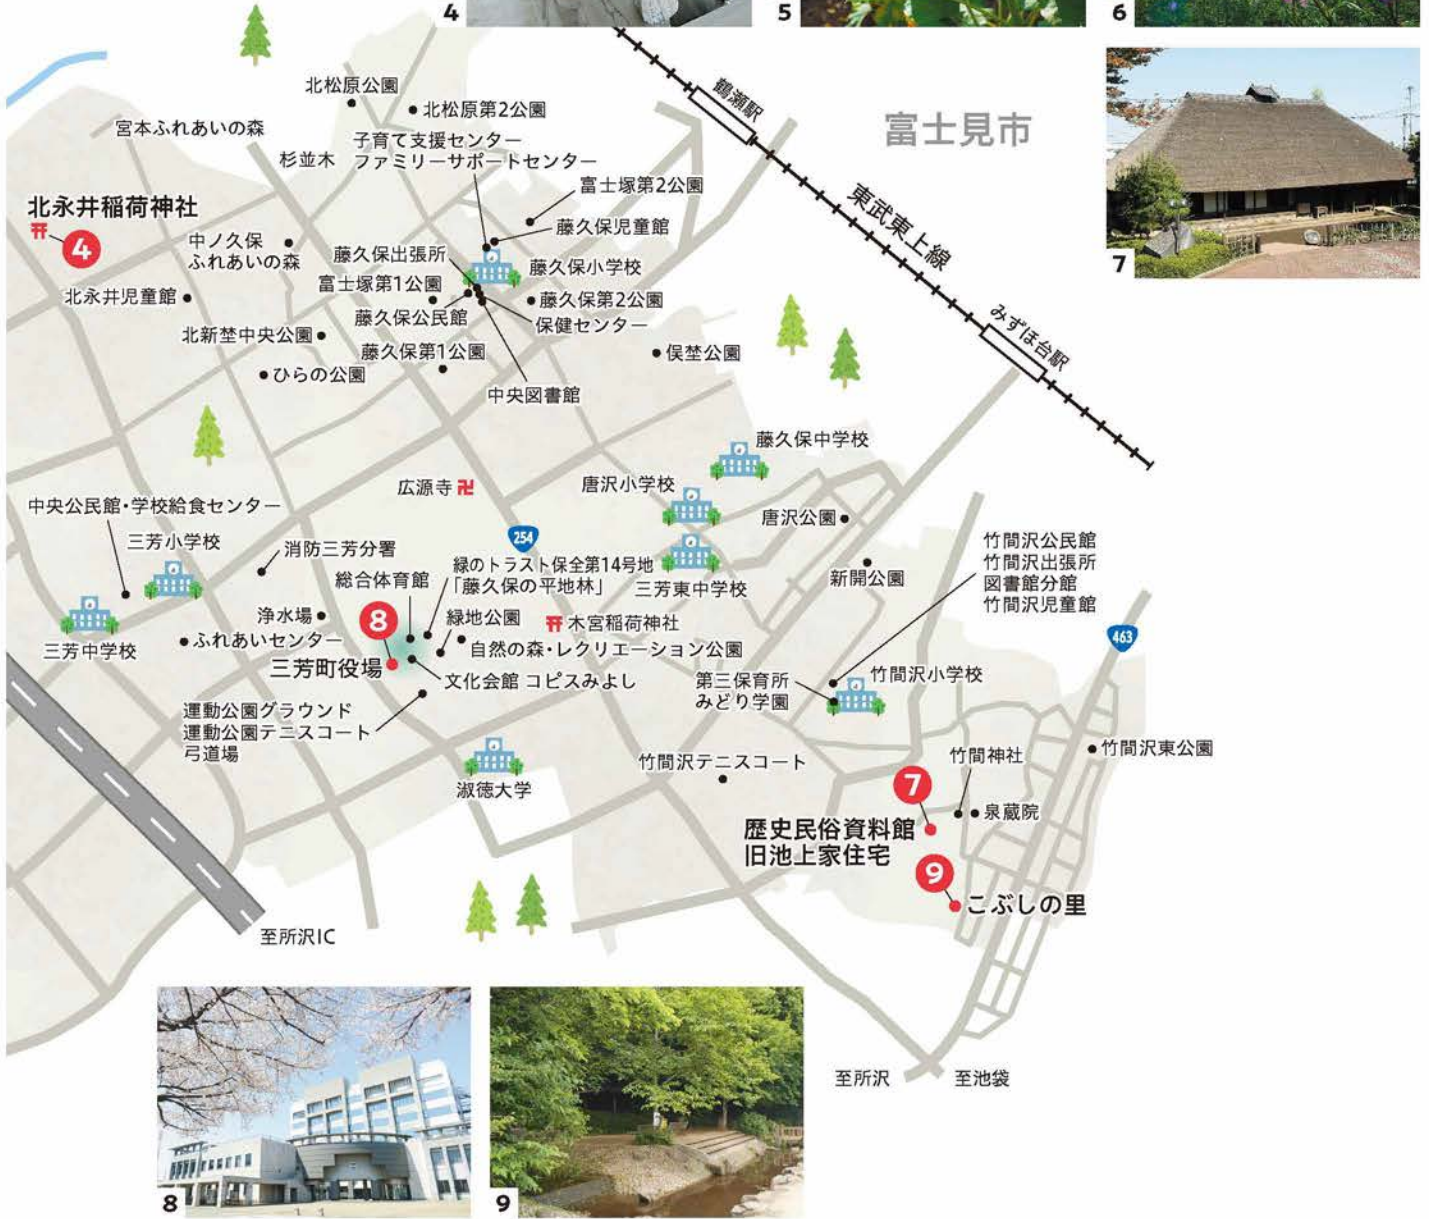 4
5
6
北松原公園
北松原第2公園
鶴瀬駅
富士見市
宮本ふれあいの森
杉並木
子育て支援センター
ファミリーサポートセンター
富士塚第2公園
東武東上線
北永井稲荷神社
4
中ノ久保
ふれあいの森
藤久保出張所
藤久保児童館
藤久保小学校
7
北永井児童館
富士塚第1公園
藤久保公民館
藤久保第2公園
保健センター
みずほ台駅
北新埜中央公園
藤久保第1公園
俣埜公園
ひらの公園
中央図書館
藤久保中学校
広源寺
唐沢小学校
唐沢公園
中央公民館・学校給食センター
三芳小学校
消防三芳分署
254
総合体育館
緑のトラスト保全第14号地
「藤久保の平地林」
三芳東中学校
新開公園
竹間沢公民館
竹間沢出張所
図書館分館
竹間沢児童館
浄水場
8
緑地公園
木宮稲荷神社
463
三芳中学校
ふれあいセンター
自然の森・レクリエーション公園
三芳町役場
文化会館 コピスみよし
第三保育所
みどり学園
竹間沢小学校
運動公園グラウンド
運動公園テニスコート
弓道場
淑徳大学
竹間沢テニスコート
竹間神社
竹間沢東公園
7
泉蔵院
歴史民俗資料館
旧池上家住宅
9
こぶしの里
至所沢IC
至所沢
至池袋
8
9